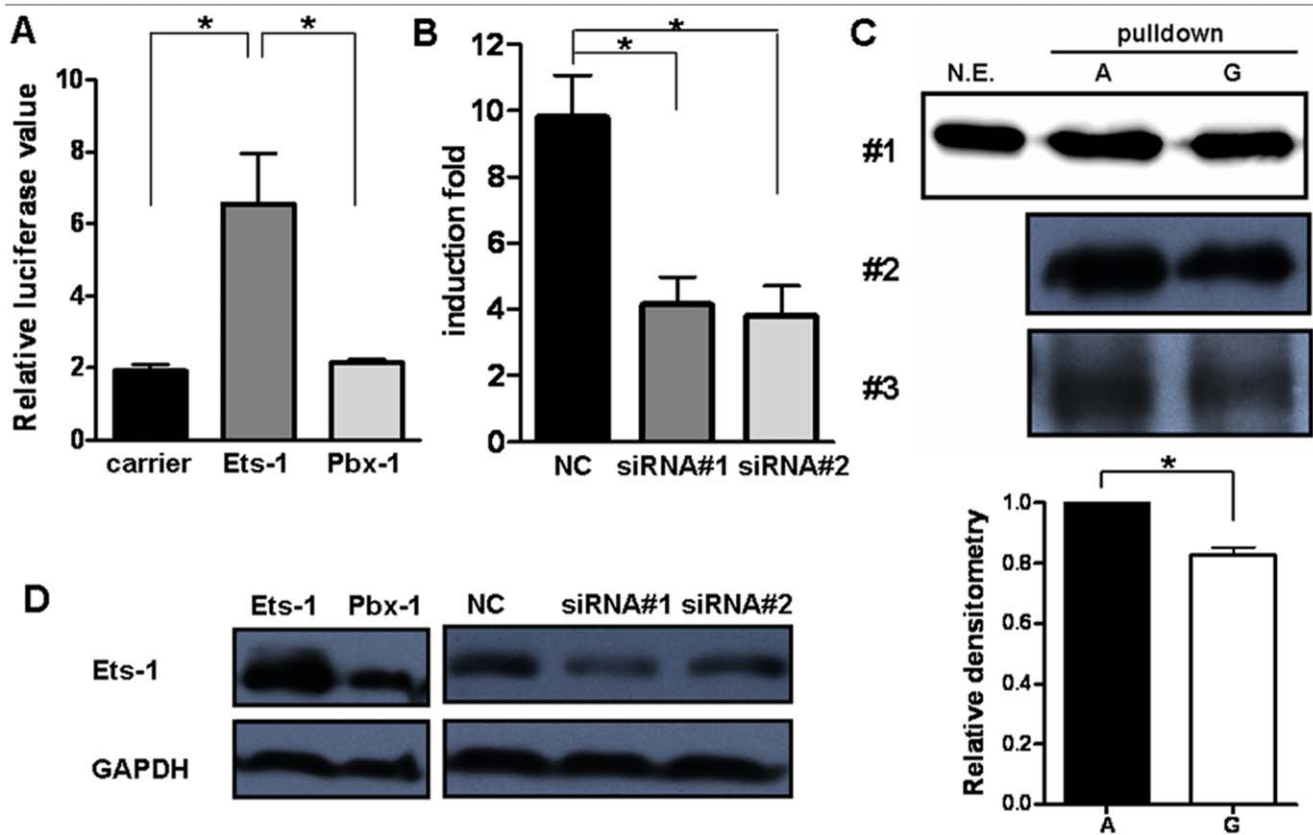 A
Relative luciferase value
10
8
6
4
2
0
* *
carrier Ets-1 Pbx-1
B
induction fold
12
10
8
6
4
2
0
*
*
NC siRNA#1 siRNA#2
C
pulldown
N.E. A G
#1
#2
#3
*
Relative densitometry
1.0
0.8
0.6
0.4
0.2
0.0
A G
D
Ets-1 Pbx-1 NC siRNA#1 siRNA#2
Ets-1
GAPDH